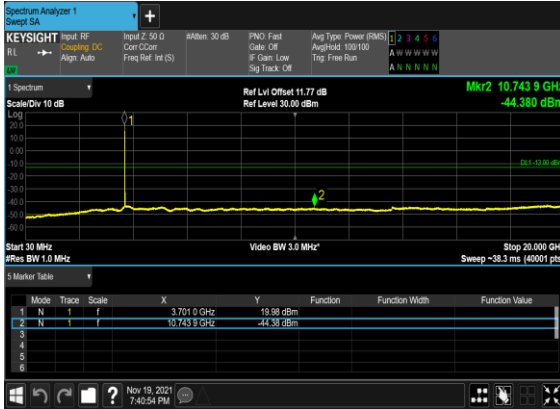 Spectrum Analyzer 1
Swept SA
+
KEYSIGHT Input: RF Input Z: 50 Ω #Atten: 30 dB PNO: Fast Avg Type: Power (RMS) 1 2 3 4 5 6
RL Coupling: DC Corr CCorr Gate: Off Avg|Hold: 100/100 A W W W W W
Align: Auto Freq Ref: Int (S) IF Gain: Low Trig: Free Run
Sig Track: Off A N N N N N
1 Spectrum Ref Lvl Offset 11.77 dB Mkr2 10.743 9 GHz
Scale/Div 10 dB Ref Level 30.00 dBm -44.380 dBm
Log
20.0
10.0
0.00
-10.0
-20.0
-30.0
-40.0
-50.0
-60.0
1
DL1 -13.00 dBm
2
Start 30 MHz Video BW 3.0 MHz* Stop 20.000 GHz
#Res BW 1.0 MHz Sweep ~38.3 ms (40001 pts)
5 Marker Table
Mode Trace Scale X Y Function Function Width Function Value
1 N 1 f 3.701 0 GHz 19.98 dBm
2 N 1 f 10.743 9 GHz -44.38 dBm
3
4
5
6
? Nov 19, 2021
7:40:54 PM